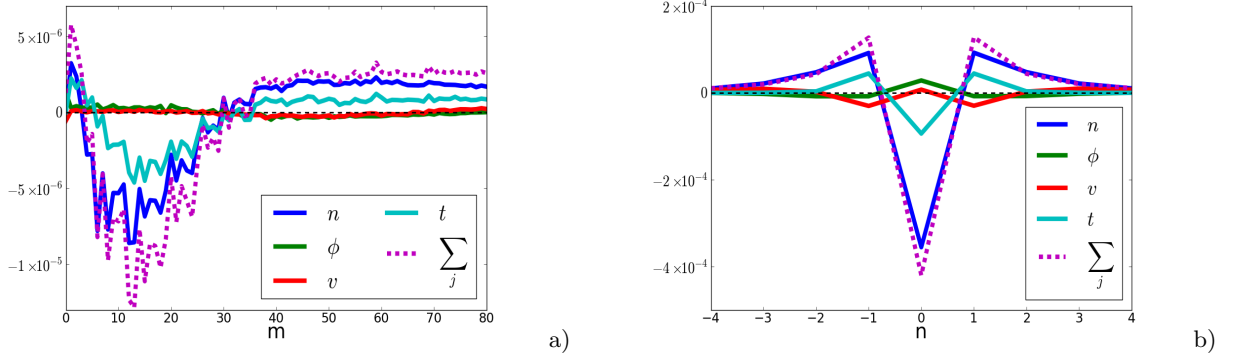 5 ×10⁻⁶
0
−5 ×10⁻⁶
−1 ×10⁻⁵
0 10 20 30 40 50 60 70 80
m
n t
ϕ ∑
j
v
a)
2 ×10⁻⁴
0
−2 ×10⁻⁴
−4 ×10⁻⁴
−4 −3 −2 −1 0 1 2 3 4
n
n
ϕ
v
t
∑
j
b)